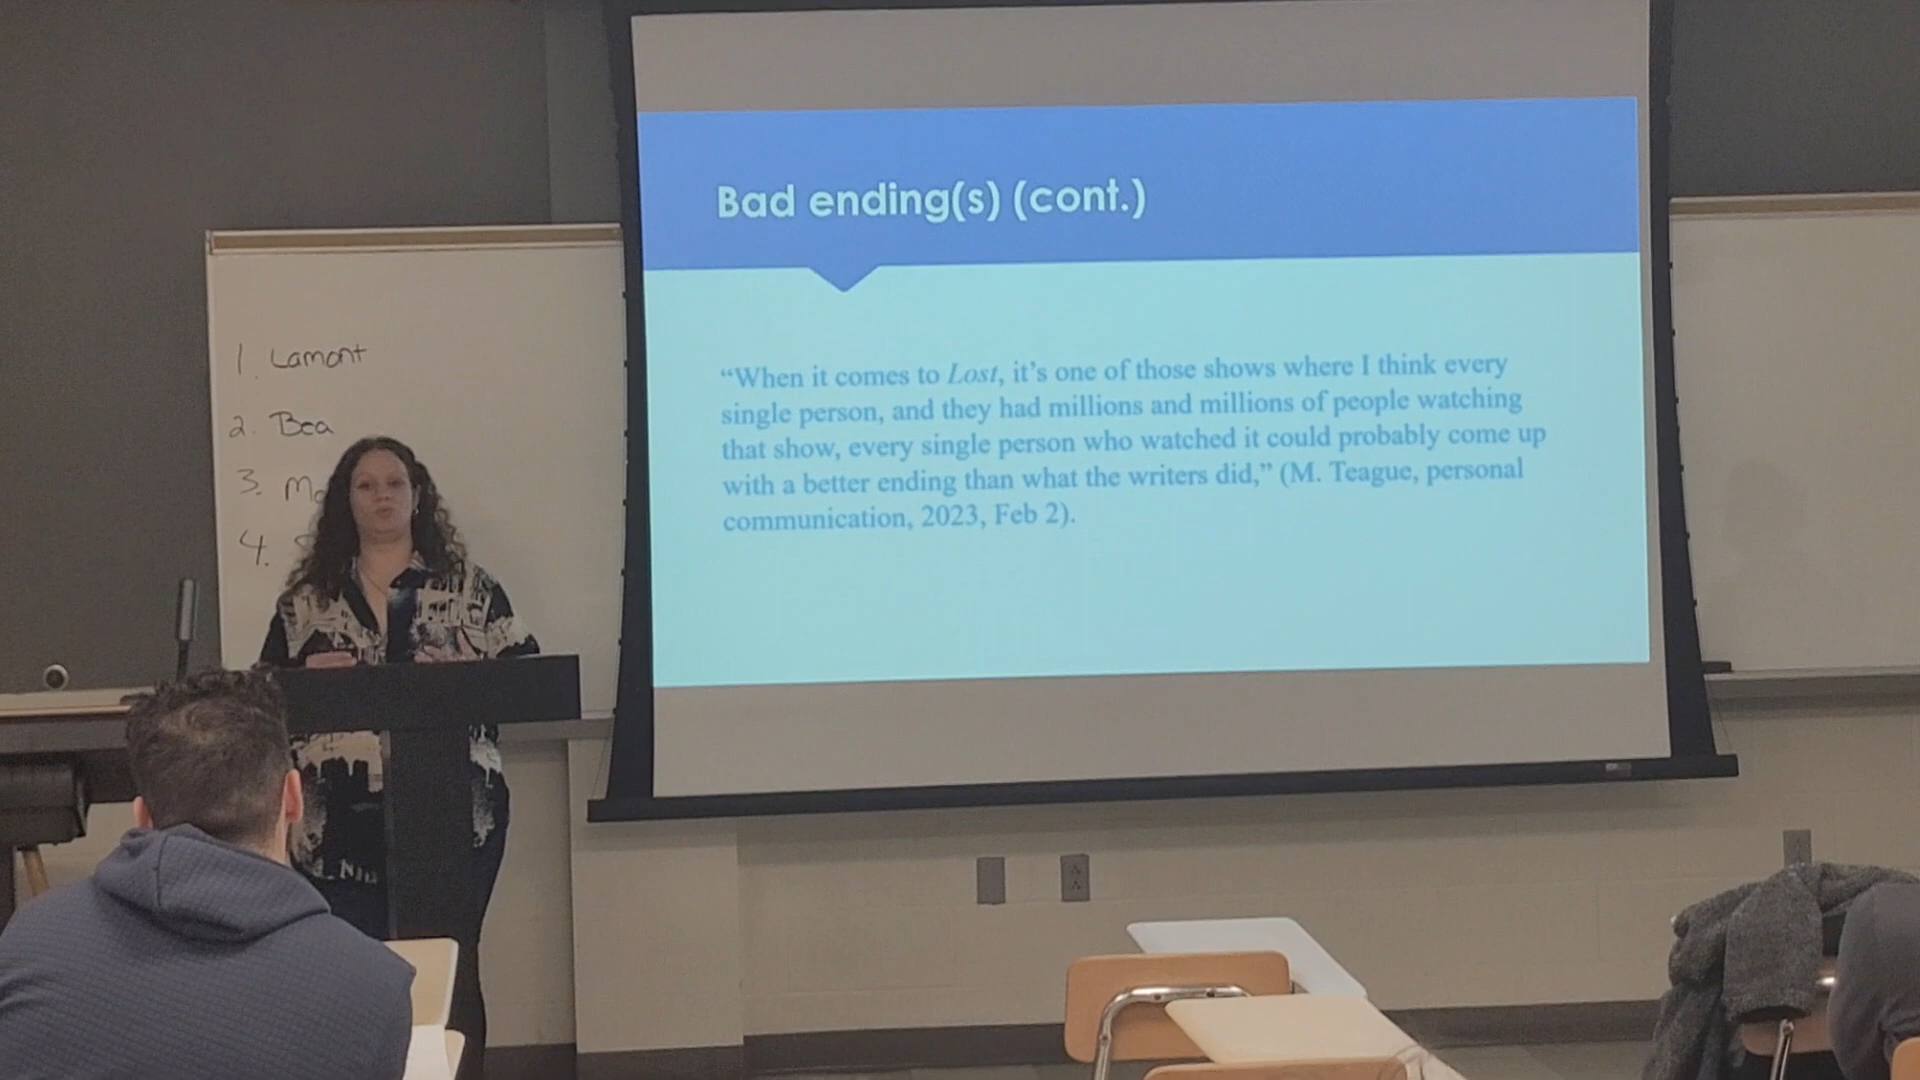 Bad ending(s) (cont.)
“When it comes to Lost, it’s one of those shows where I think every
single person, and they had millions and millions of people watching
that show, every single person who watched it could probably come up
with a better ending than what the writers did,” (M. Teague, personal
communication, 2023, Feb 2).
1. Lamont
2. Bea
3.
4.